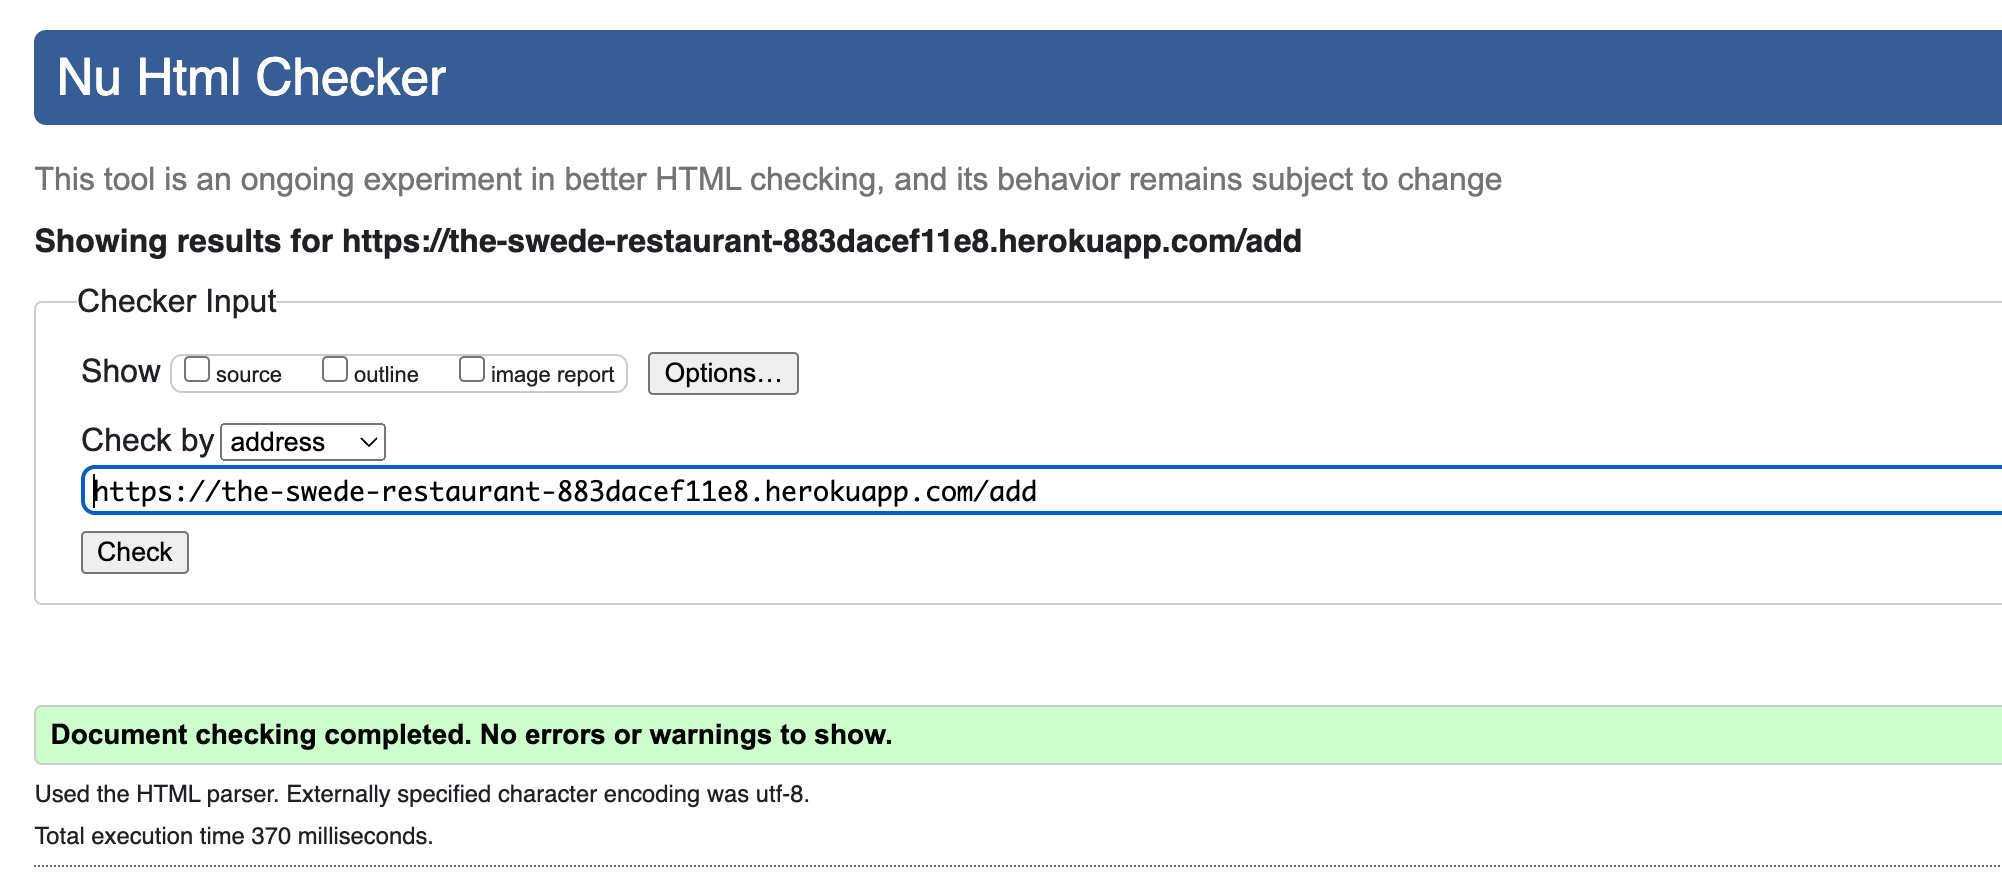 Nu Html Checker
This tool is an ongoing experiment in better HTML checking, and its behavior remains subject to change
Showing results for https://the-swede-restaurant-883dacef11e8.herokuapp.com/add
Checker Input
Show source outline image report Options...
Check by address
https://the-swede-restaurant-883dacef11e8.herokuapp.com/add
Check
Document checking completed. No errors or warnings to show.
Used the HTML parser. Externally specified character encoding was utf-8.
Total execution time 370 milliseconds.